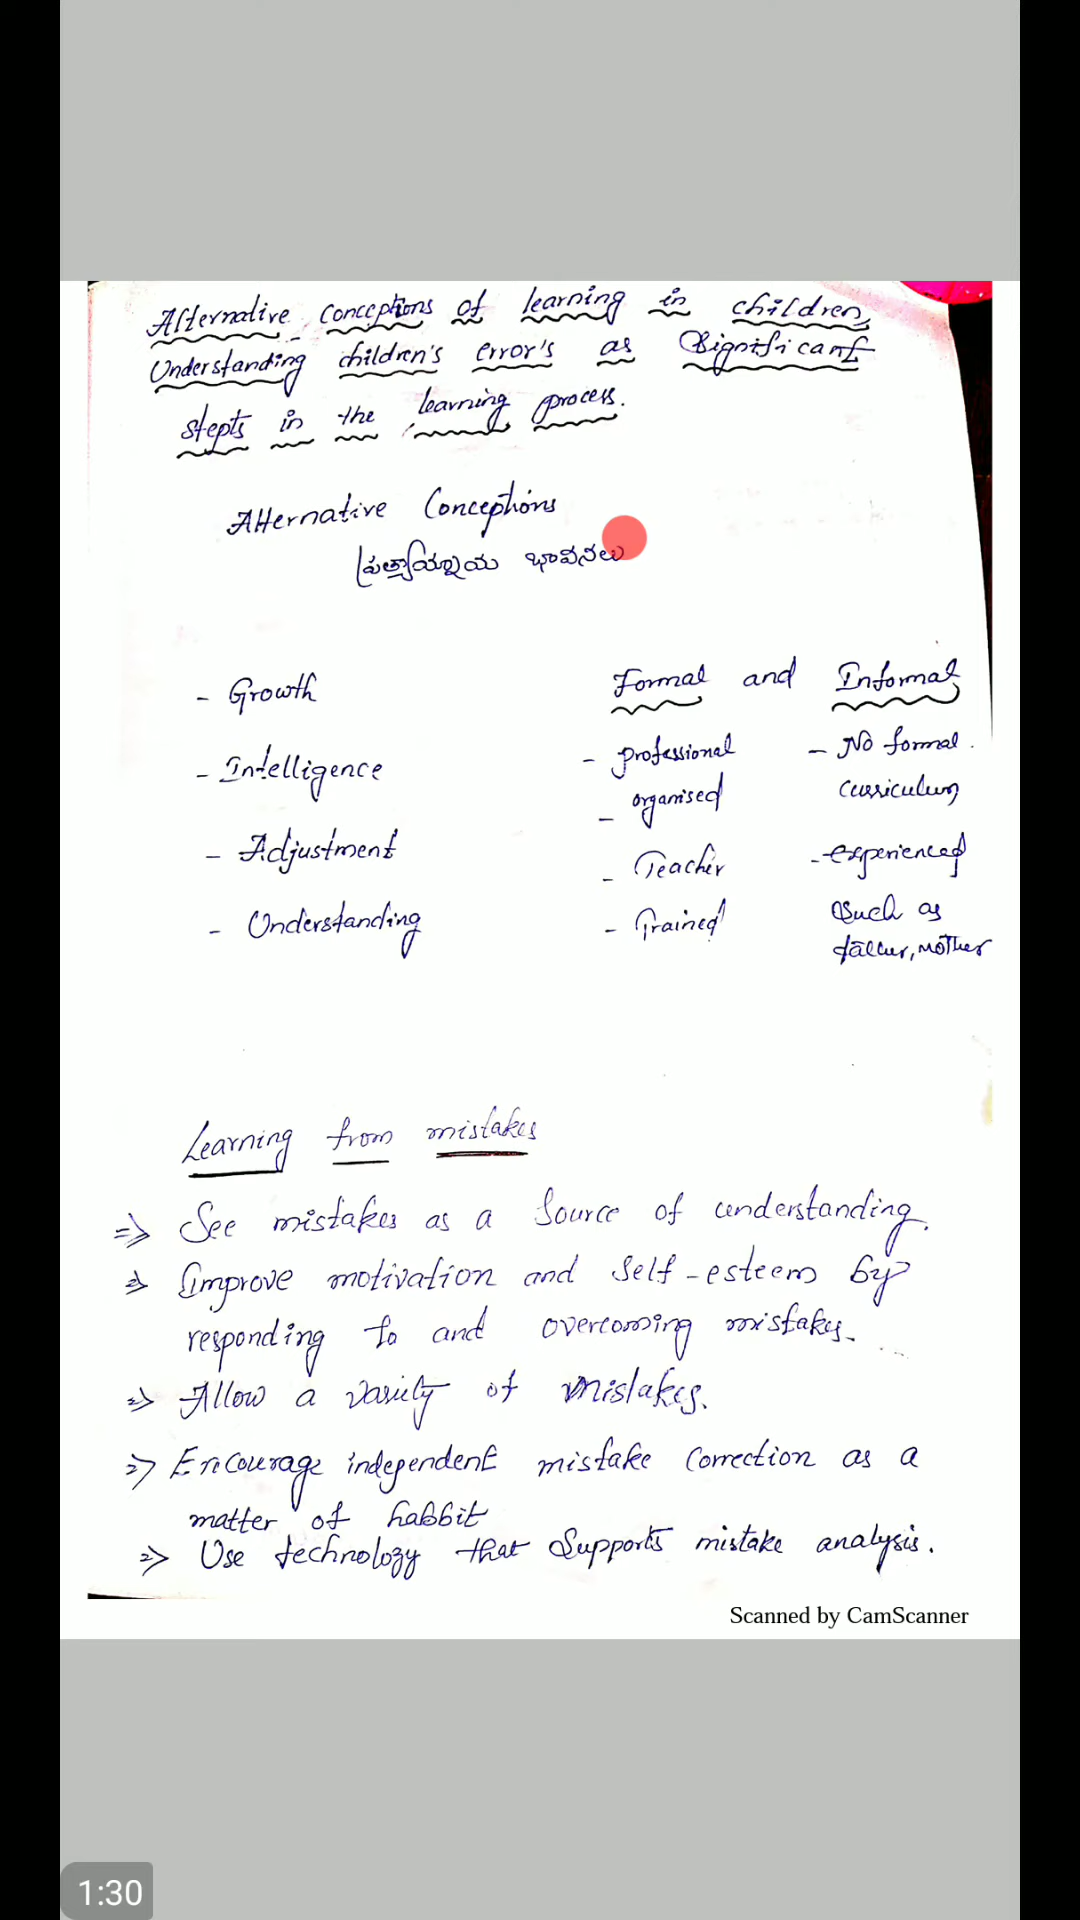 Alternative conceptions of learning in children,
Understanding children's error's as Significant
stepts in the learning process.
Alternative Conceptions
ప్రత్యామ్నాయ భావనలు
- Growth
- Intelligence
- Adjustment
- Understanding
Formal and Informal
- professional
- organised
- Teacher
- Trained
- No formal.
curriculum
- experienced
Such as
father, mother
Learning from mistakes
=> See mistakes as a Source of understanding.
=> Improve motivation and Self-esteem by
responding to and overcoming mistakes.
=> Allow a variety of mistakes.
=> Encourage independent mistake correction as a
matter of habbit
=> Use technology that Supports mistake analysis.
Scanned by CamScanner
1:30